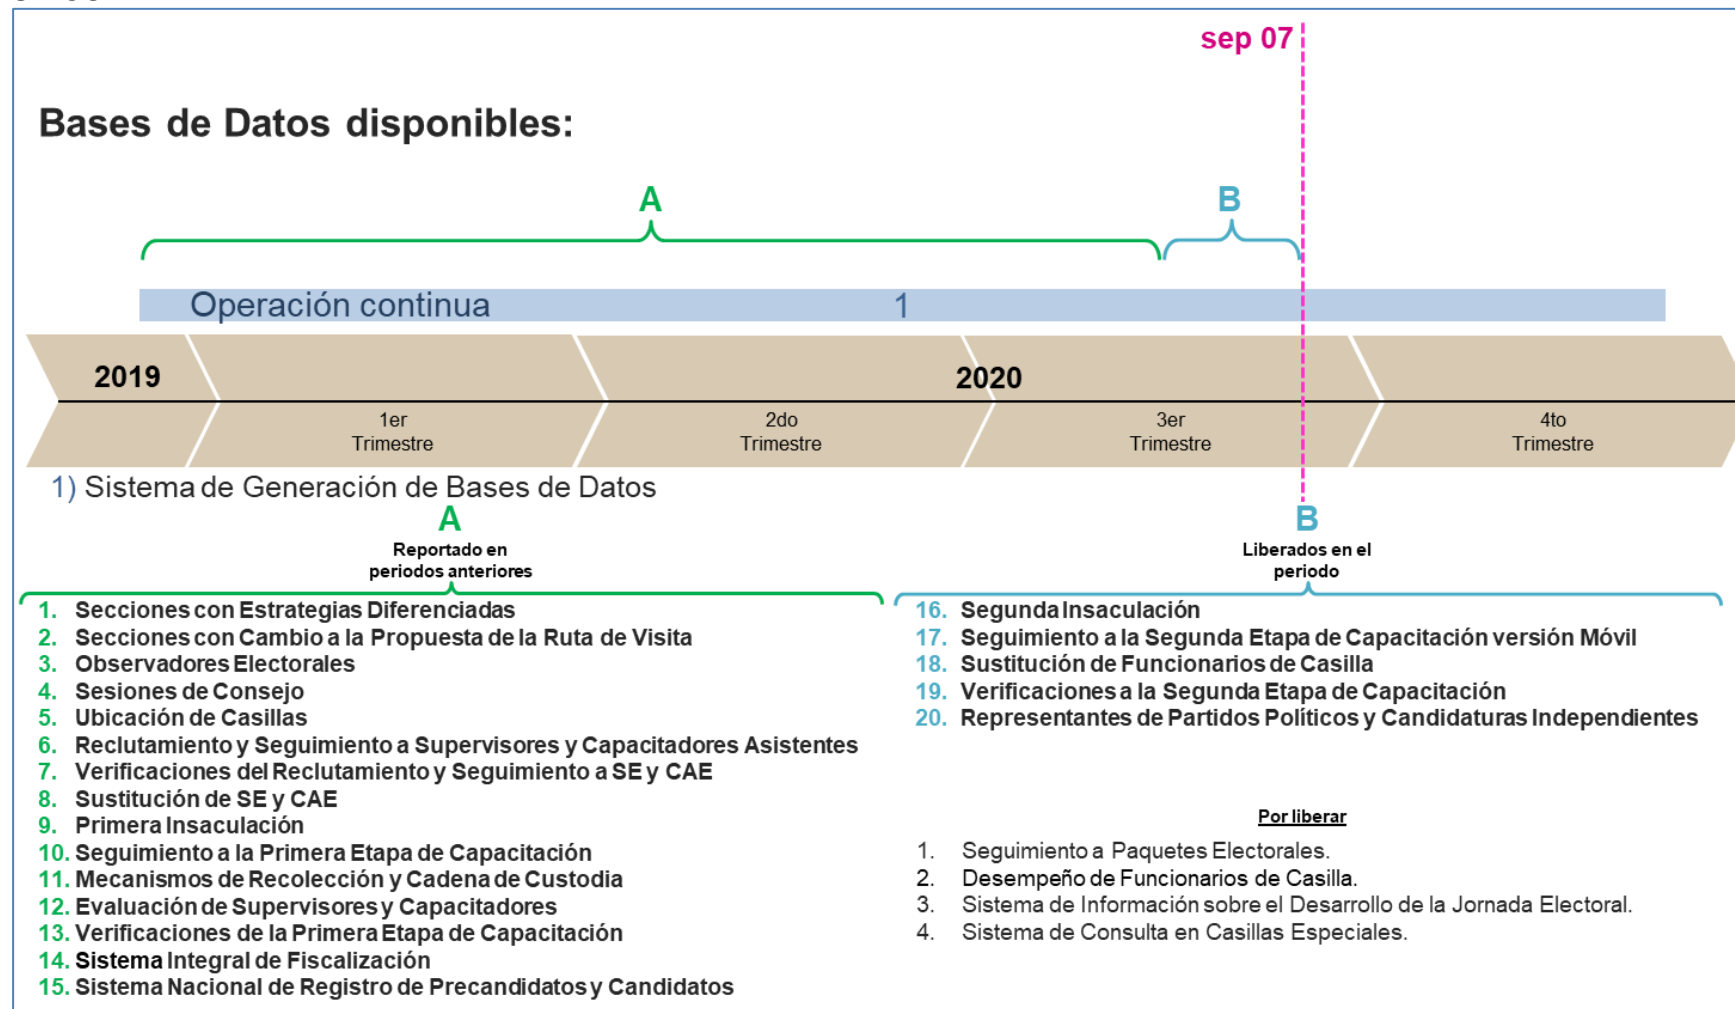 sep 07
Bases de Datos disponibles:
A
B
Operación continua
1
2019
2020
1er
Trimestre
2do
Trimestre
3er
Trimestre
4to
Trimestre
1) Sistema de Generación de Bases de Datos
A
Reportado en
periodos anteriores
1. Secciones con Estrategias Diferenciadas
2. Secciones con Cambio a la Propuesta de la Ruta de Visita
3. Observadores Electorales
4. Sesiones de Consejo
5. Ubicación de Casillas
6. Reclutamiento y Seguimiento a Supervisores y Capacitadores Asistentes
7. Verificaciones del Reclutamiento y Seguimiento a SE y CAE
8. Sustitución de SE y CAE
9. Primera Insaculación
10. Seguimiento a la Primera Etapa de Capacitación
11. Mecanismos de Recolección y Cadena de Custodia
12. Evaluación de Supervisores y Capacitadores
13. Verificaciones de la Primera Etapa de Capacitación
14. Sistema Integral de Fiscalización
15. Sistema Nacional de Registro de Precandidatos y Candidatos
B
Liberados en el
periodo
16. Segunda Insaculación
17. Seguimiento a la Segunda Etapa de Capacitación versión Móvil
18. Sustitución de Funcionarios de Casilla
19. Verificaciones a la Segunda Etapa de Capacitación
20. Representantes de Partidos Políticos y Candidaturas Independientes
Por liberar
1. Seguimiento a Paquetes Electorales.
2. Desempeño de Funcionarios de Casilla.
3. Sistema de Información sobre el Desarrollo de la Jornada Electoral.
4. Sistema de Consulta en Casillas Especiales.